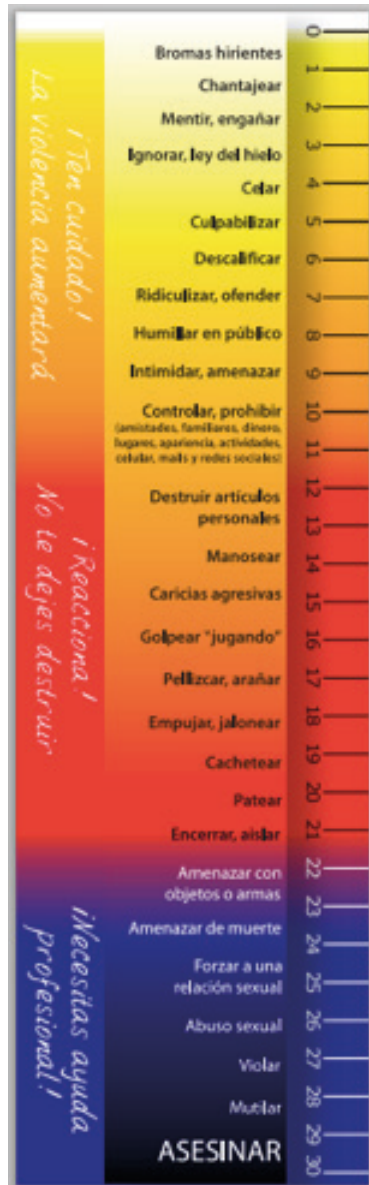 Bromas hirientes
Chantajear
Mentir, engañar
Ignorar, ley del hielo
Celar
Culpabilizar
Descalificar
Ridiculizar, ofender
Humillar en público
Intimidar, amenazar
Controlar, prohibir
(amistades, familiares, dinero,
lugares, apariencia, actividades,
celular, mails y redes sociales)
Destruir artículos
personales
Manosear
Caricias agresivas
Golpear "jugando"
Pellizcar, arañar
Empujar, jalonear
Cachetear
Patear
Encerrar, aislar
Amenazar con
objetos o armas
Amenazar de muerte
Forzar a una
relación sexual
Abuso sexual
Violar
Mutilar
ASESINAR
¡Ten cuidado!
La violencia aumentará
¡Reacciona!
No te dejes destruir
¡Necesitas ayuda
profesional!
0
1
2
3
4
5
6
7
8
9
10
11
12
13
14
15
16
17
18
19
20
21
22
23
24
25
26
27
28
29
30